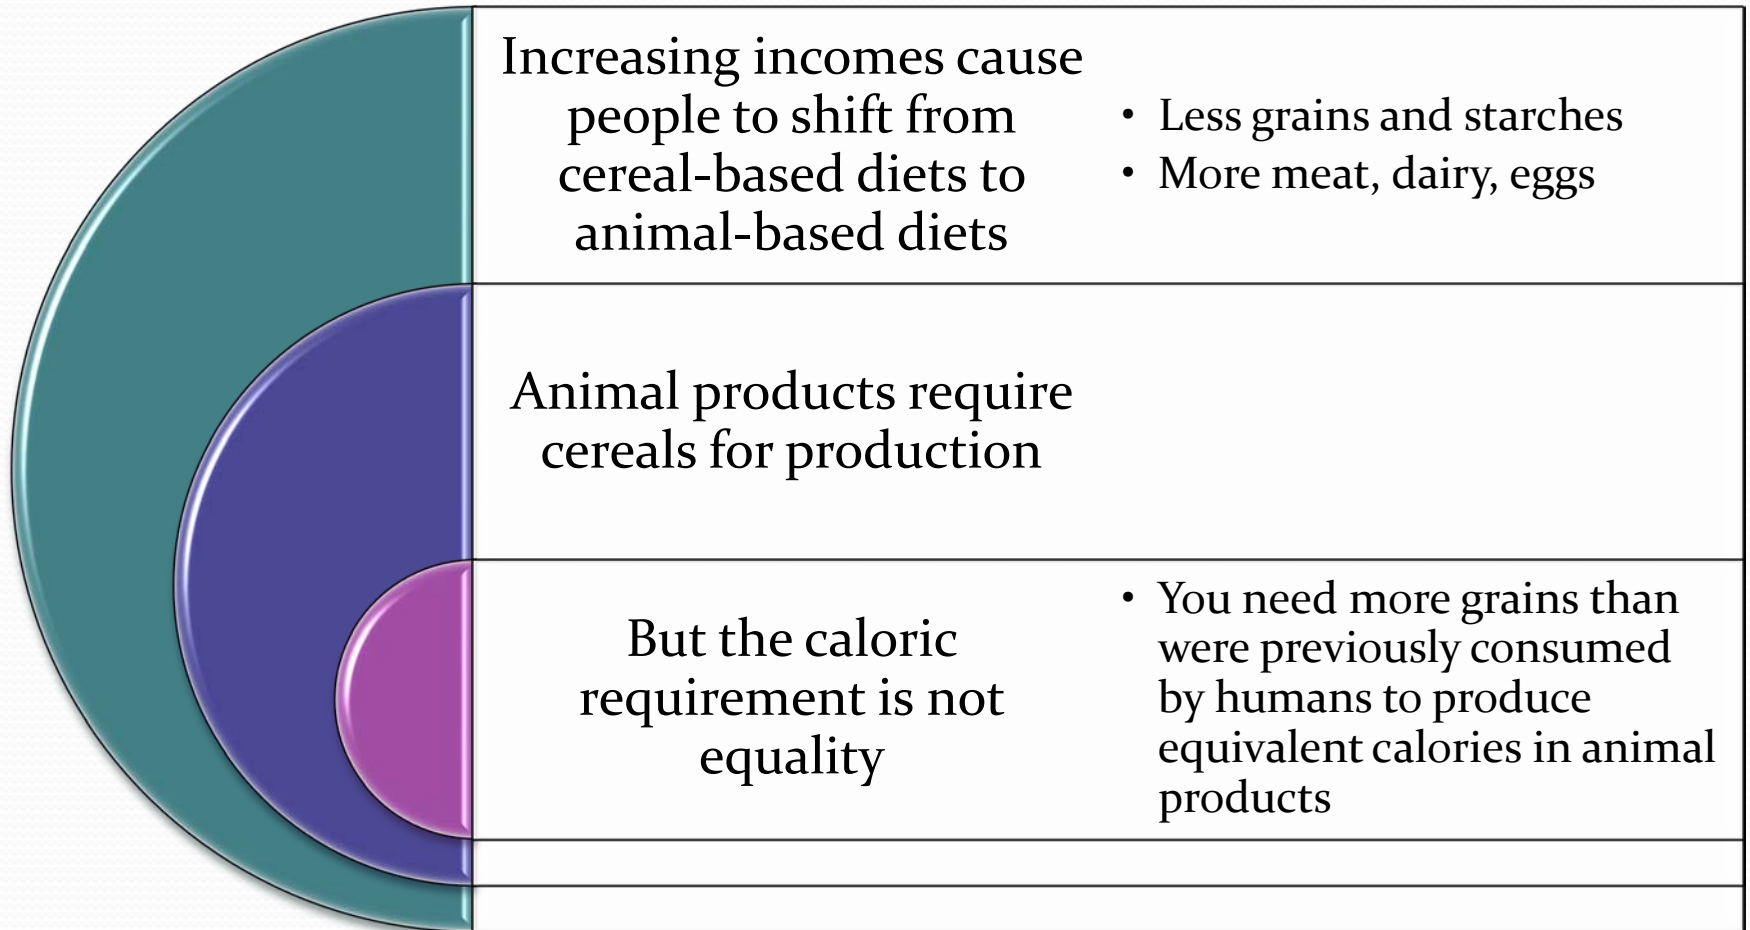 Increasing incomes cause
people to shift from
cereal-based diets to
animal-based diets
• Less grains and starches
• More meat, dairy, eggs
Animal products require
cereals for production
But the caloric
requirement is not
equality
• You need more grains than
were previously consumed
by humans to produce
equivalent calories in animal
products